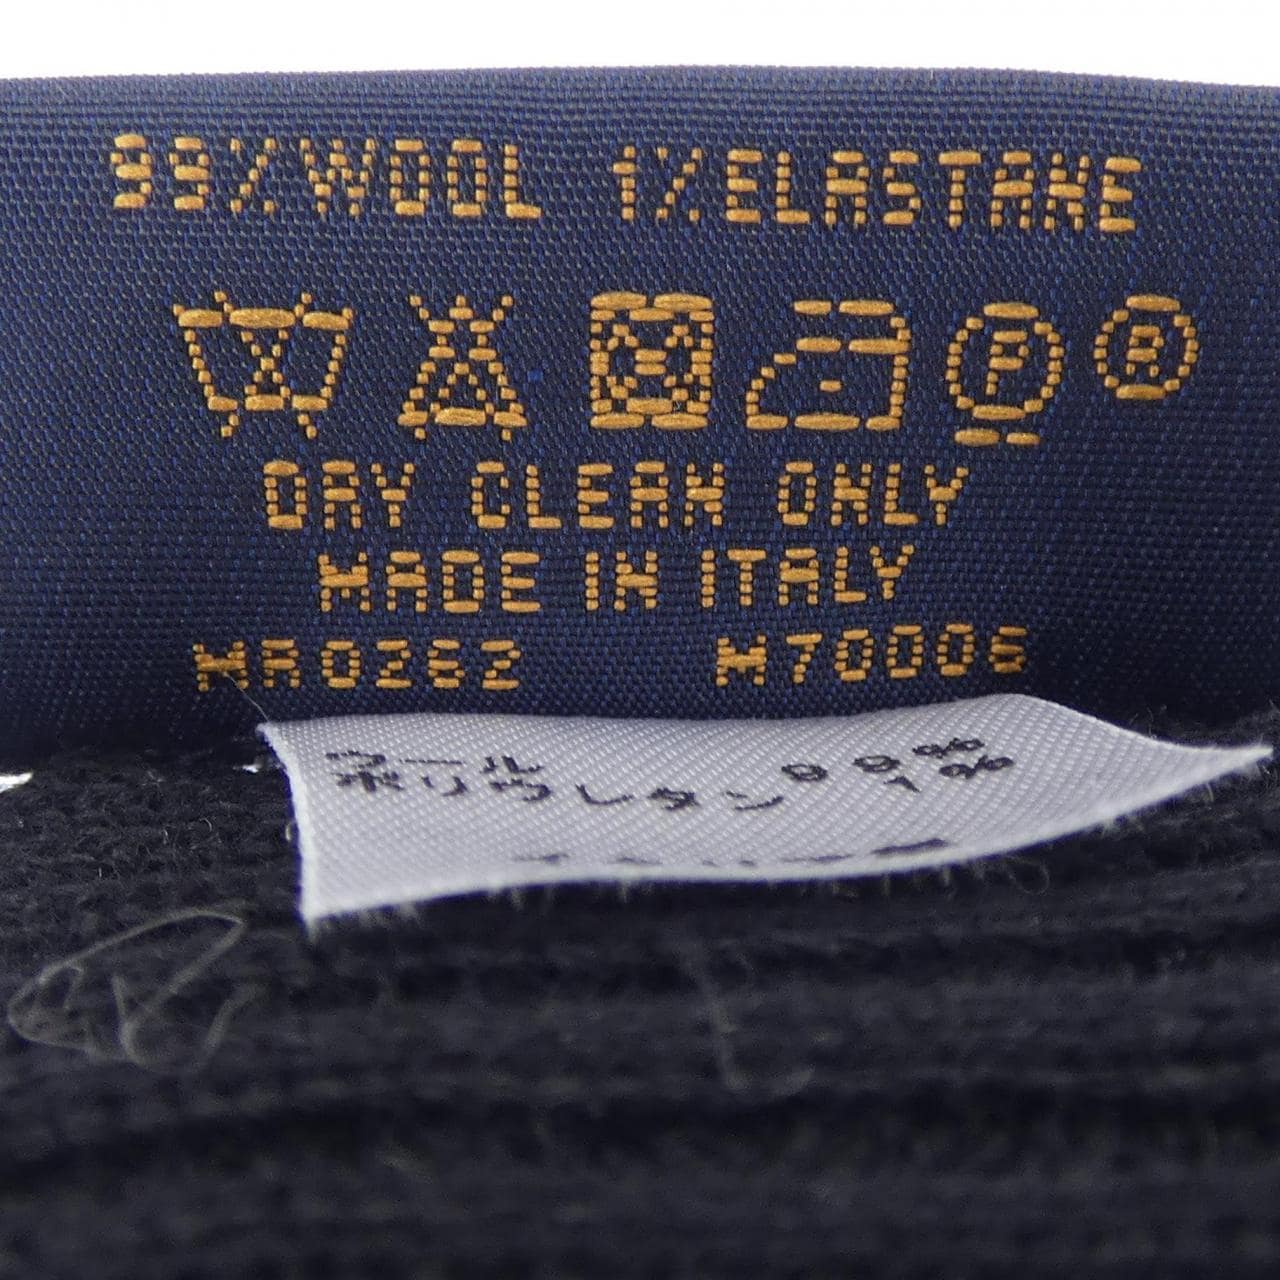 99% WOOL 1% ELASTANE
P R
DRY CLEAN ONLY
MADE IN ITALY
MR0262 M70006
ウール 99%
ポリウレタン 1%